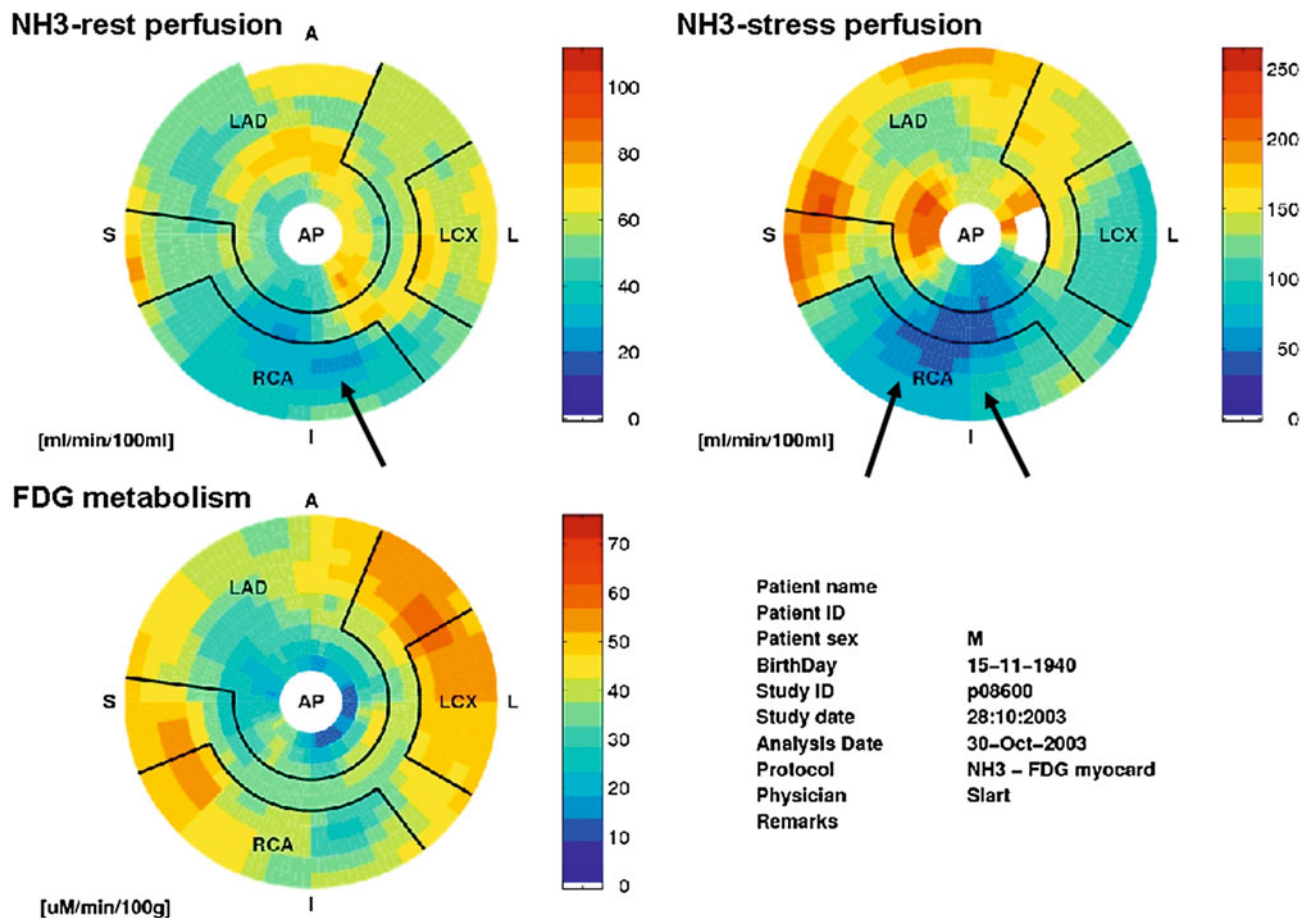 NH3-rest perfusion
A
LAD
S
AP
LCX
L
RCA
I
100
80
60
40
20
0
[ml/min/100ml]
NH3-stress perfusion
LAD
S
AP
LCX
L
RCA
I
250
200
150
100
50
0
[ml/min/100ml]
FDG metabolism
A
LAD
S
AP
LCX
L
RCA
I
70
60
50
40
30
20
10
0
[uM/min/100g]
Patient name
Patient ID
Patient sex M
BirthDay 15-11-1940
Study ID p08600
Study date 28:10:2003
Analysis Date 30-Oct-2003
Protocol NH3 - FDG myocard
Physician Slart
Remarks